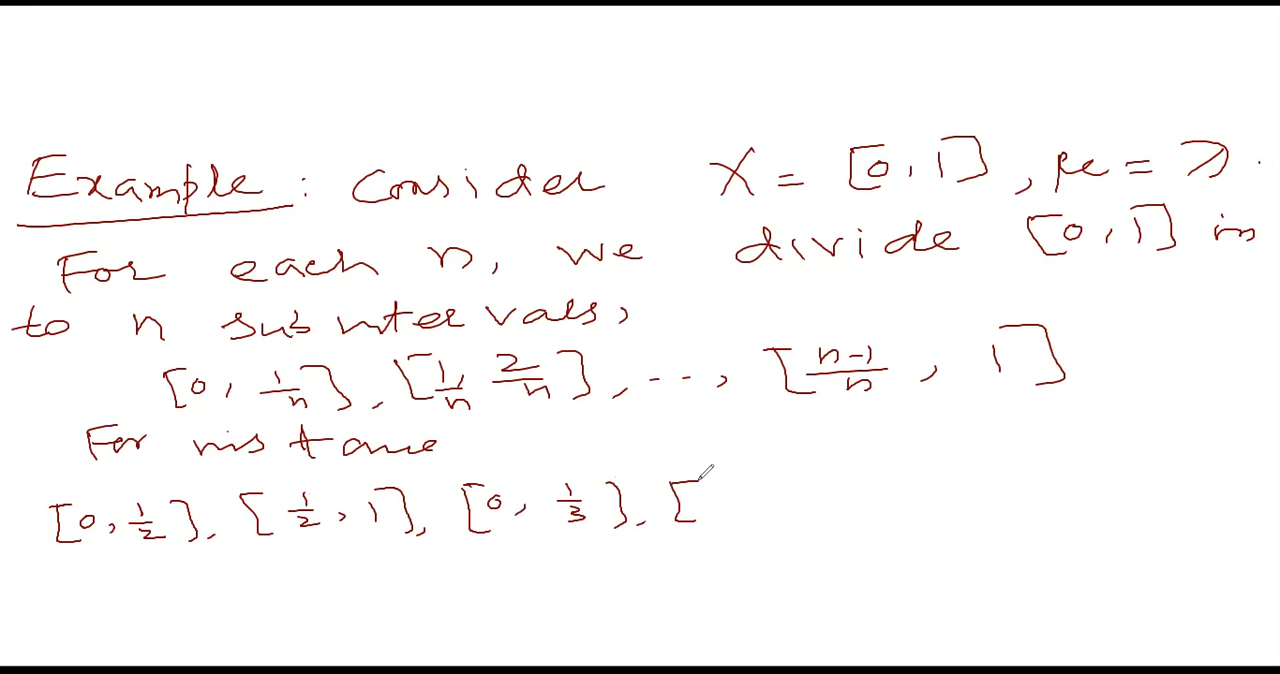 Example: Consider X = [0, 1], μ = λ.
For each n, we divide [0, 1] in
to n subintervals,
[0, 1/n], [1/n, 2/n], ..., [n-1/n, 1]
For instance
[0, 1/2], [1/2, 1], [0, 1/3], [